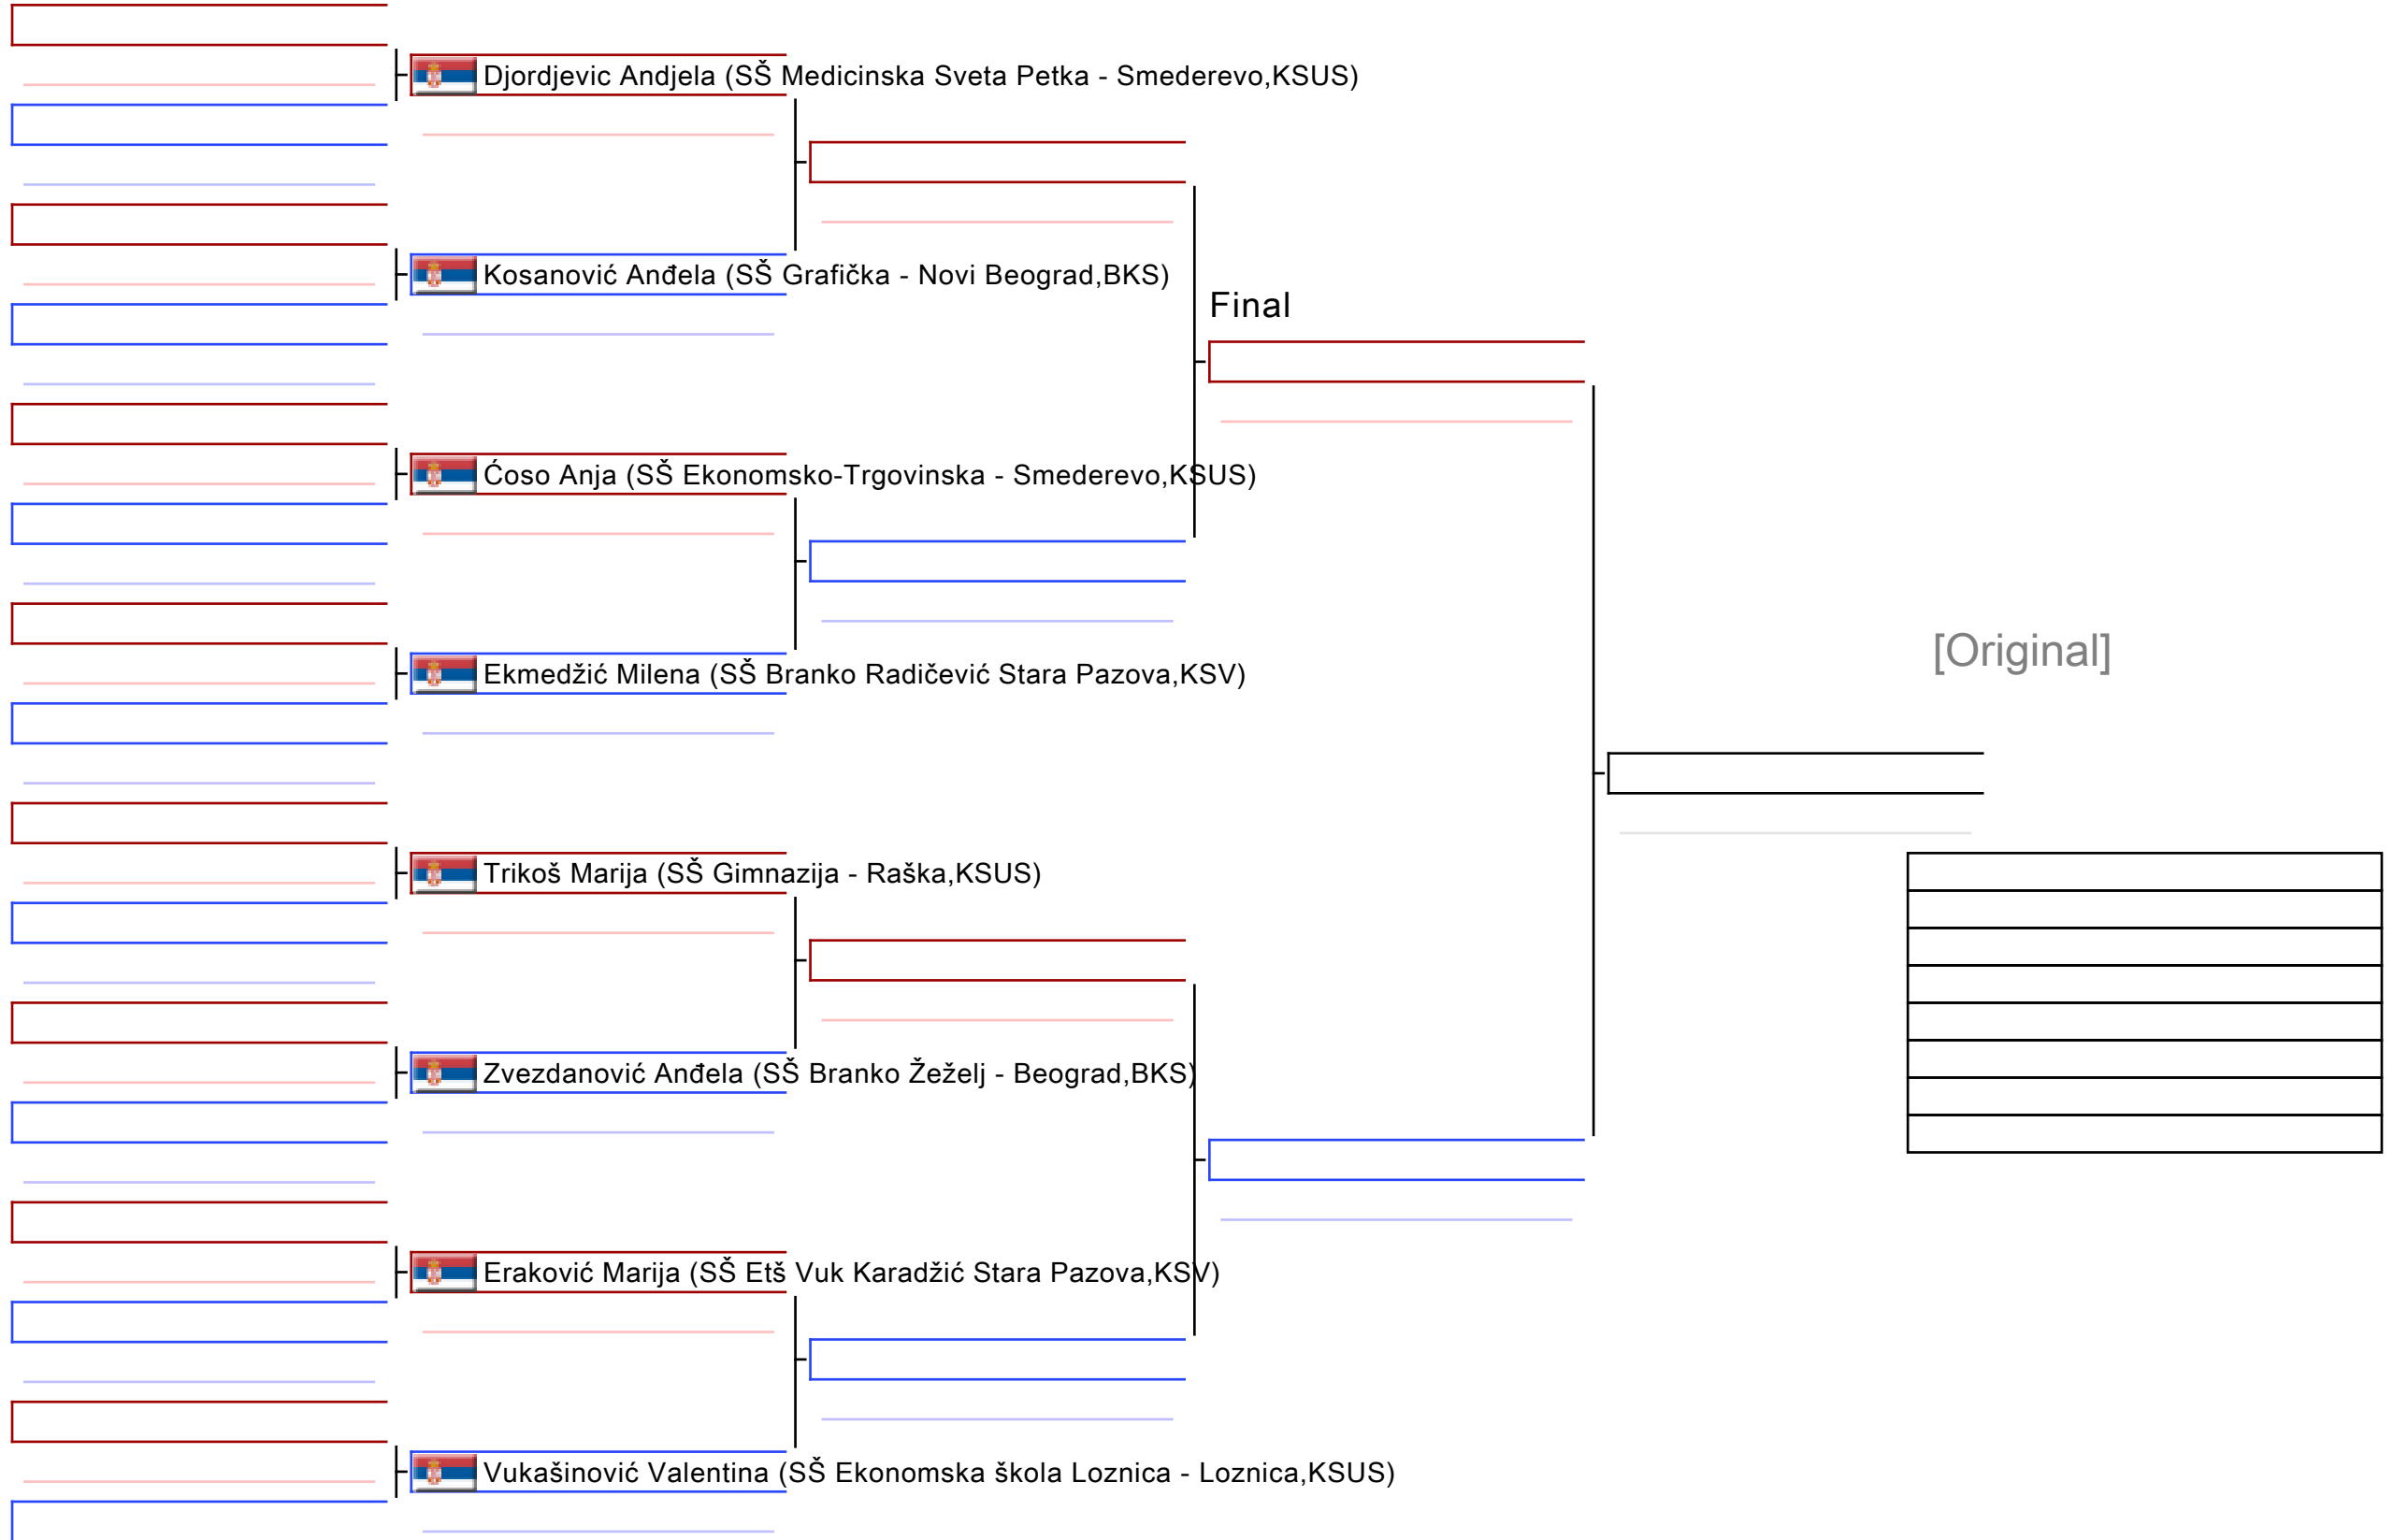 Djordjevic Andjela (SŠ Medicinska Sveta Petka - Smederevo,KSUS)
Kosanović Anđela (SŠ Grafička - Novi Beograd,BKS)
Final
Ćoso Anja (SŠ Ekonomsko-Trgovinska - Smederevo,KSUS)
[Original]
Ekmedžić Milena (SŠ Branko Radičević Stara Pazova,KSV)
Trikoš Marija (SŠ Gimnazija - Raška,KSUS)
Zvezdanović Anđela (SŠ Branko Žeželj - Beograd,BKS)
Eraković Marija (SŠ Etš Vuk Karadžić Stara Pazova,KSV)
Vukašinović Valentina (SŠ Ekonomska škola Loznica - Loznica,KSUS)